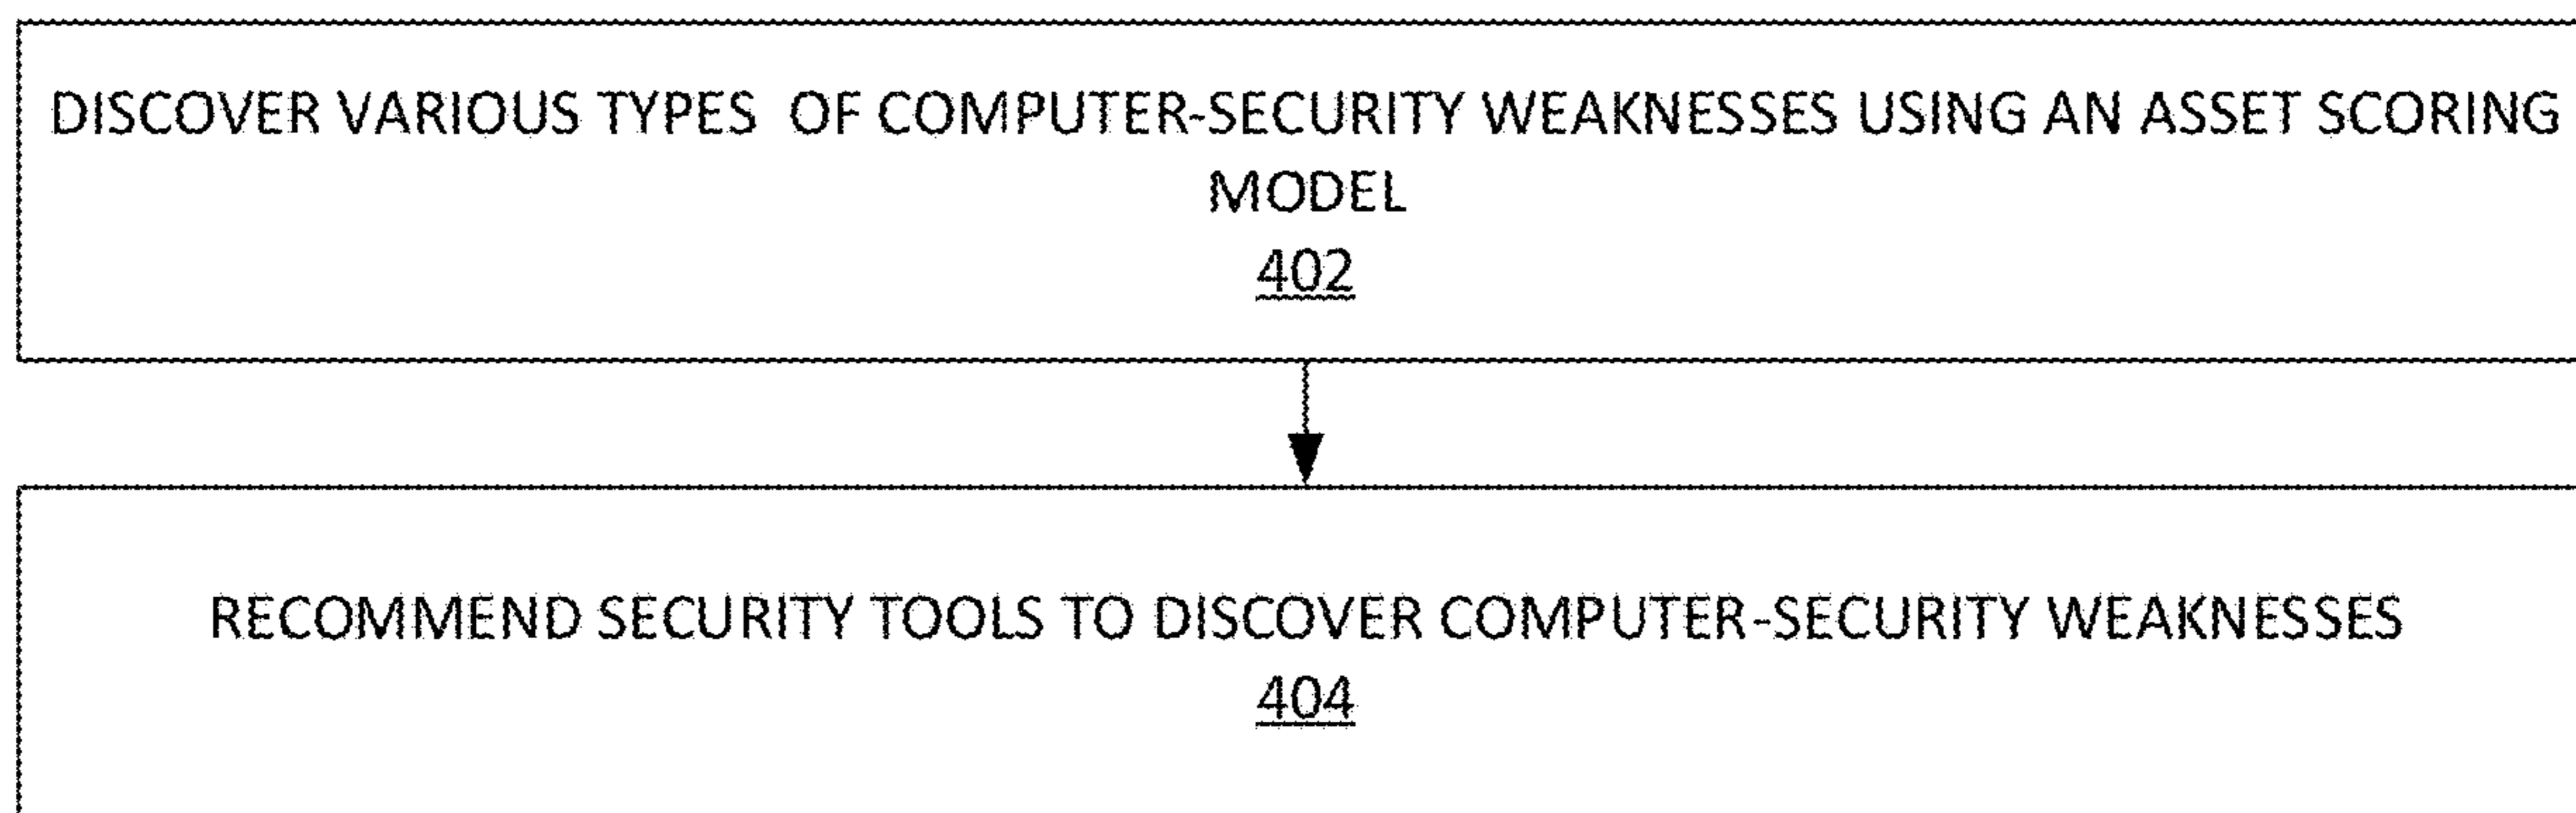 DISCOVER VARIOUS TYPES OF COMPUTER-SECURITY WEAKNESSES USING AN ASSET SCORING
MODEL
402
RECOMMEND SECURITY TOOLS TO DISCOVER COMPUTER-SECURITY WEAKNESSES
404